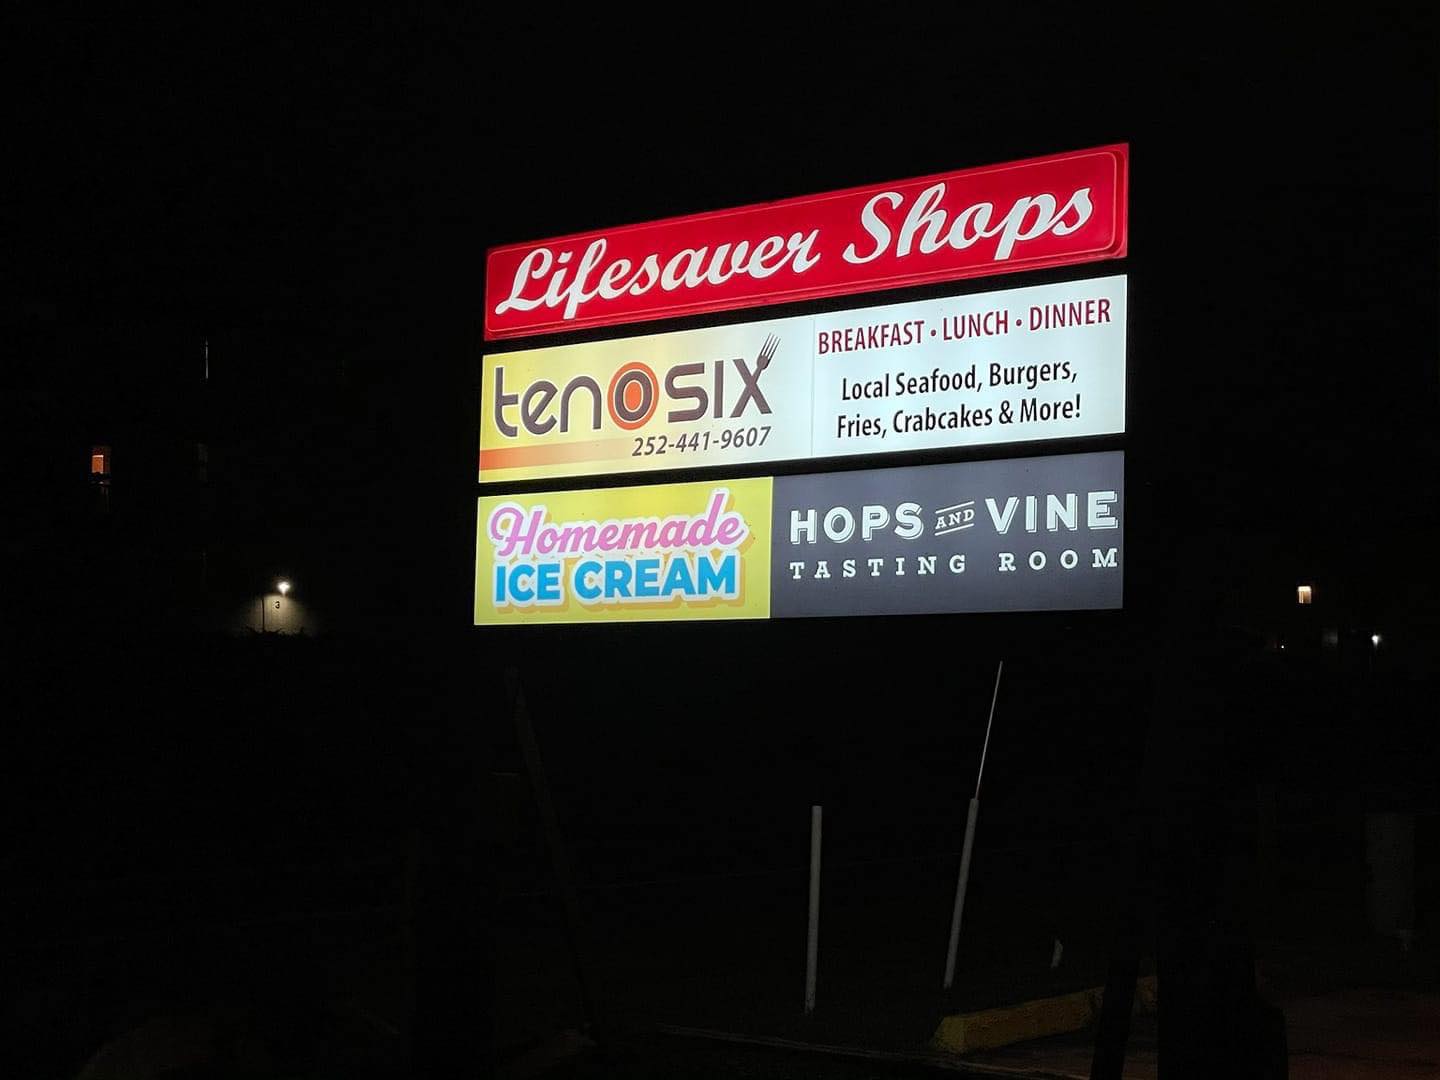 Lifesaver Shops
tenOSIX
252-441-9607
BREAKFAST • LUNCH • DINNER
Local Seafood, Burgers,
Fries, Crabcakes & More!
Homemade
ICE CREAM
HOPS AND VINE
TASTING ROOM
3